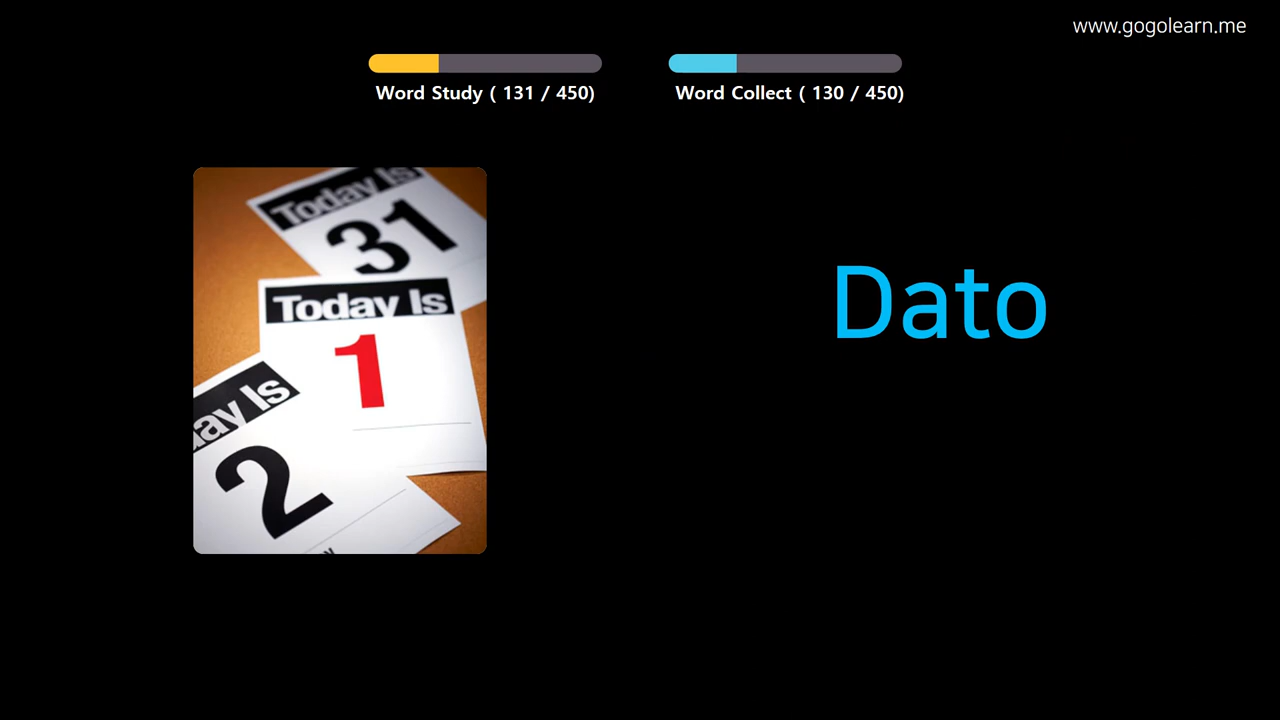 www.gogolearn.me
Word Study ( 131 / 450)
Word Collect ( 130 / 450)
Today Is
31
Today Is
1
day Is
2
Dato